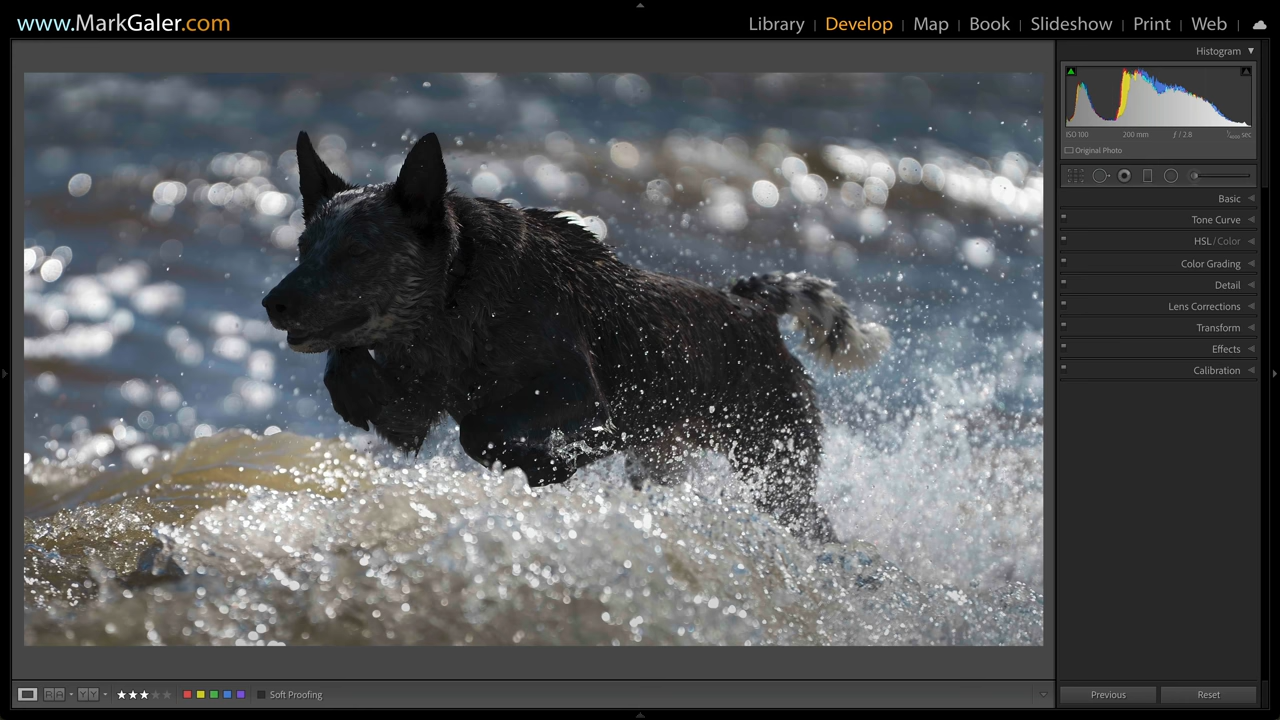 www.MarkGaler.com
Library | Develop | Map | Book | Slideshow | Print | Web |
Histogram
ISO 100 200 mm ƒ / 2.8 sec
Original Photo
Basic
Tone Curve
HSL / Color
Color Grading
Detail
Lens Corrections
Transform
Effects
Calibration
Soft Proofing
Previous
Reset